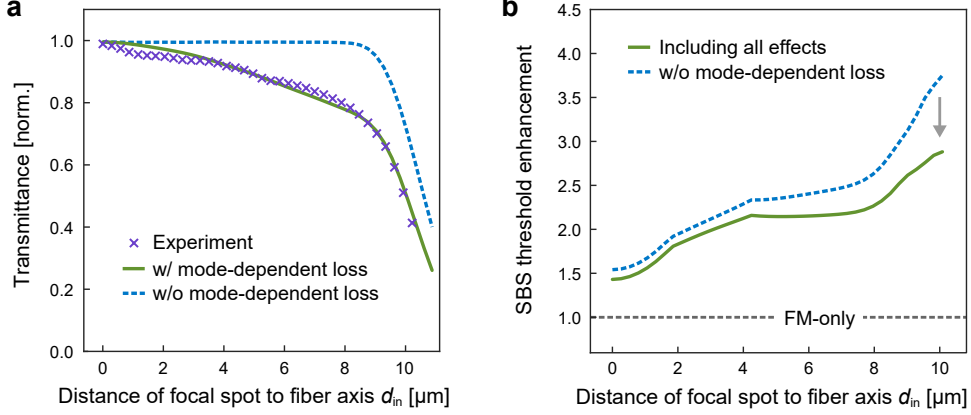 a
Transmittance [norm.]
1.0
0.8
0.6
0.4
0.2
0.0
Experiment
w/ mode-dependent loss
w/o mode-dependent loss
0 2 4 6 8 10
Distance of focal spot to fiber axis din [µm]
b
SBS threshold enhancement
4.5
4.0
3.5
3.0
2.5
2.0
1.5
1.0
Including all effects
w/o mode-dependent loss
FM-only
0 2 4 6 8 10
Distance of focal spot to fiber axis din [µm]